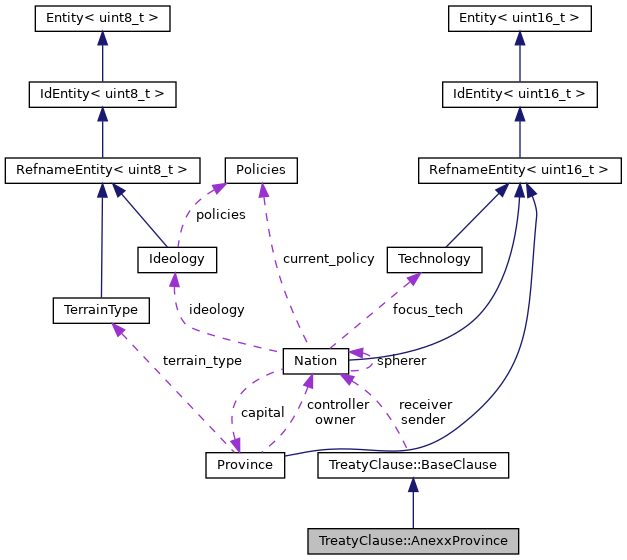 Entity< uint8_t >
Entity< uint16_t >
IdEntity< uint8_t >
IdEntity< uint16_t >
RefnameEntity< uint8_t >
Policies
RefnameEntity< uint16_t >
policies
Ideology
current_policy
Technology
TerrainType
ideology
focus_tech
terrain_type
Nation
spherer
capital
controller
owner
receiver
sender
Province
TreatyClause::BaseClause
TreatyClause::AnexxProvince